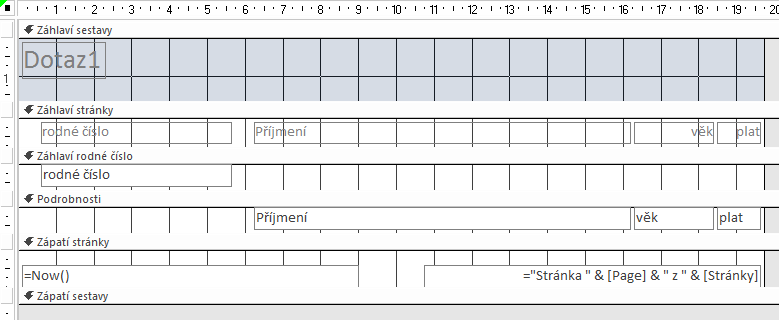 1 2 3 4 5 6 7 8 9 10 11 12 13 14 15 16 17 18 19 20
Záhlaví sestavy
Dotaz1
1
Záhlaví stránky
rodné číslo Příjmení věk plat
Záhlaví rodné číslo
rodné číslo
Podrobnosti
Příjmení věk plat
Zápatí stránky
=Now() ="Stránka " & [Page] & " z " & [Stránky]
Zápatí sestavy